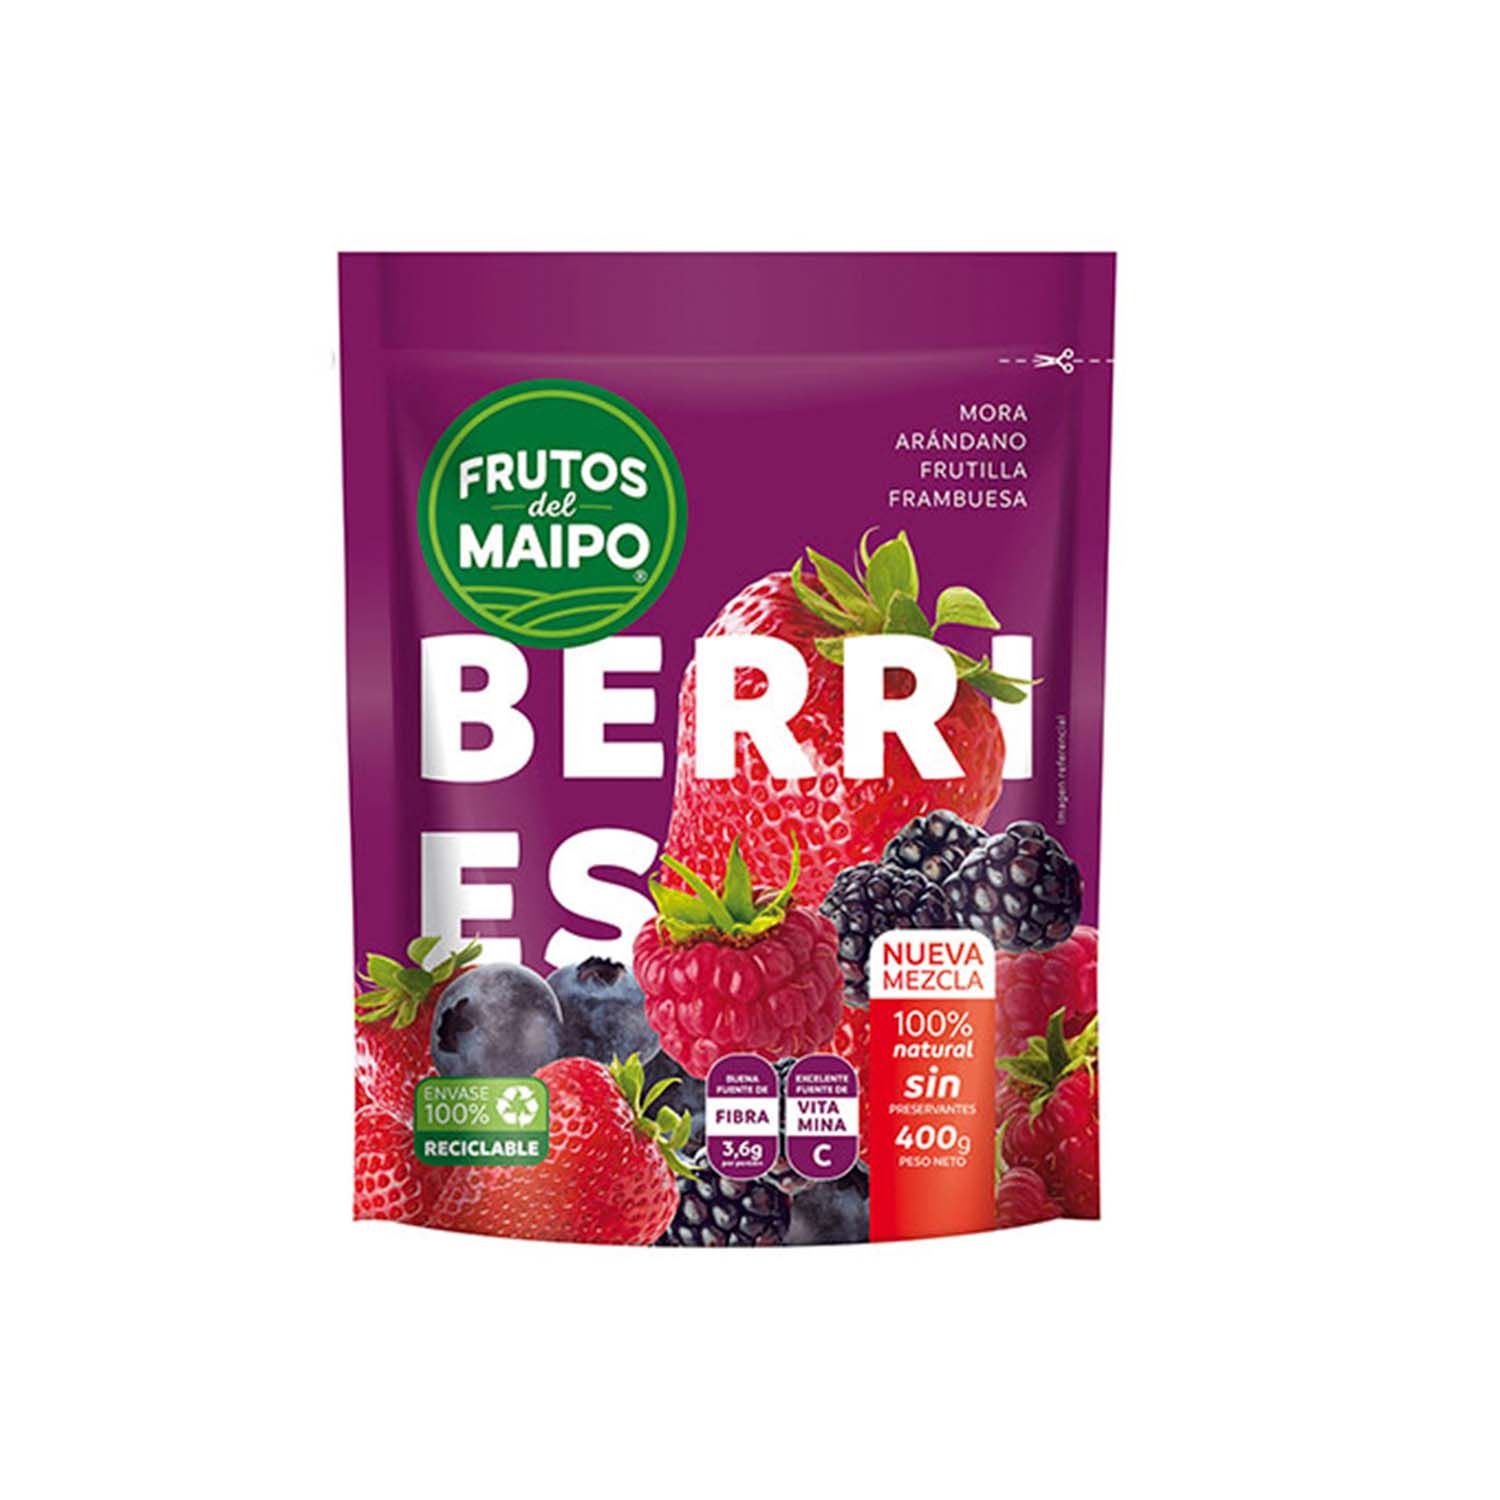 MORA
ARÁNDANO
FRUTILLA
FRAMBUESA
FRUTOS
del
MAIPO®
BERRI
ES
Imagen referencial
NUEVA
MEZCLA
100%
natural
sin
PRESERVANTES
400g
PESO NETO
BUENA
FUENTE DE
FIBRA
3,6g
por porción
EXCELENTE
FUENTE DE
VITA
MINA
C
ENVASE
100%
RECICLABLE